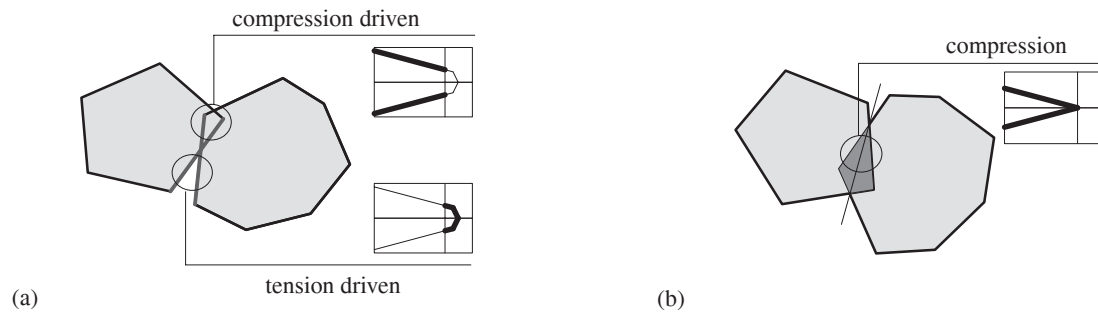 compression driven
compression
tension driven
(a)
(b)